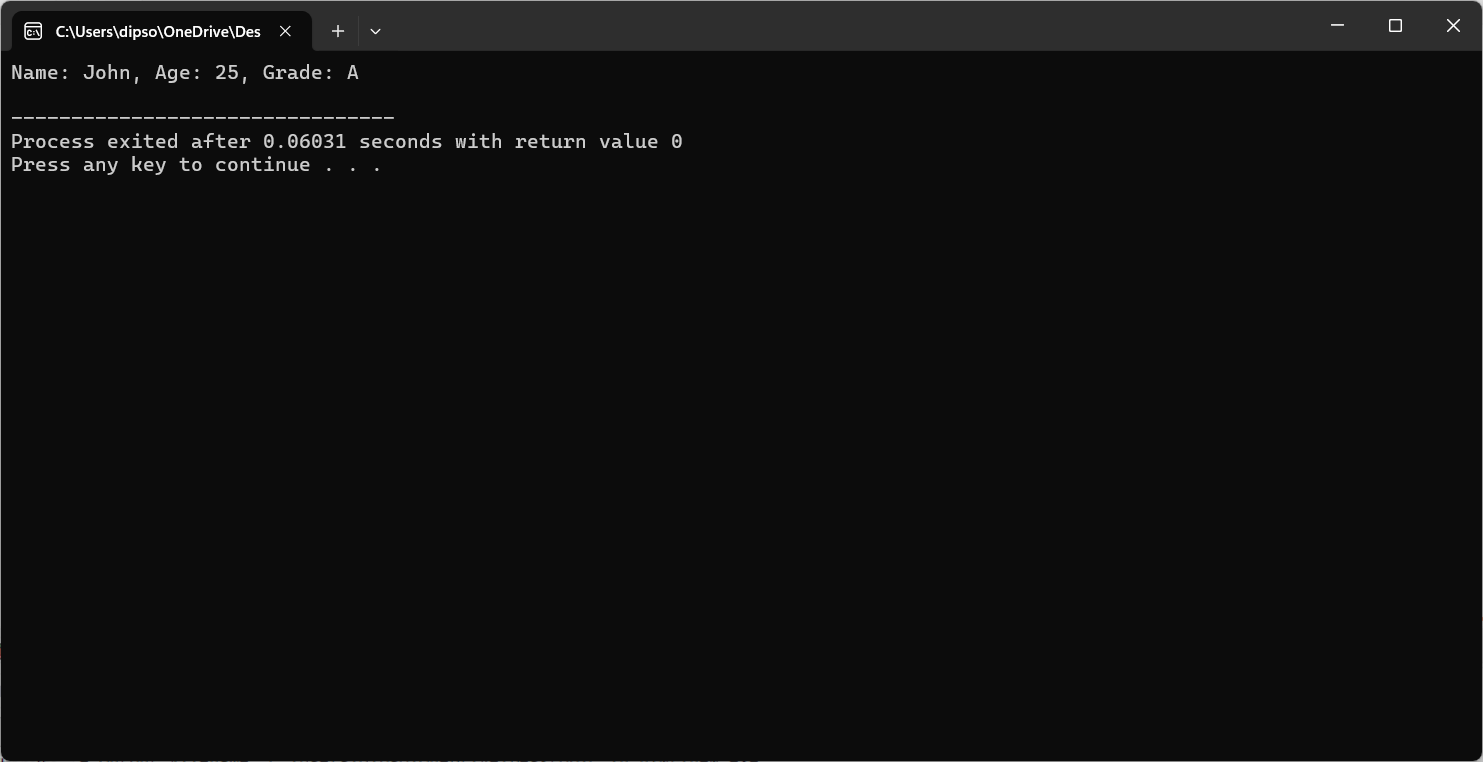 C:\Users\dipso\OneDrive\Des
Name: John, Age: 25, Grade: A
--------------------------------
Process exited after 0.06031 seconds with return value 0
Press any key to continue . . .